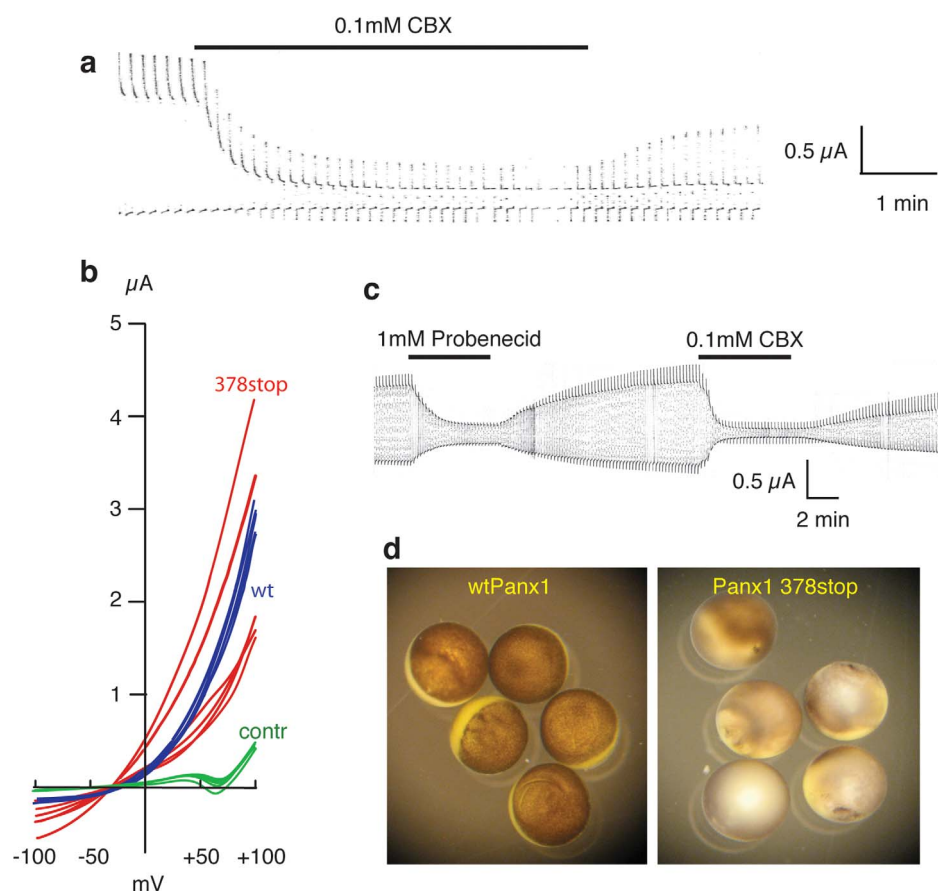 0.1mM CBX
a
0.5 µA
1 min
b
µA
5
4
3
2
1
378stop
wt
contr
-100 -50 +50 +100
mV
c
1mM Probenecid 0.1mM CBX
0.5 µA
2 min
d
wtPanx1
Panx1 378stop